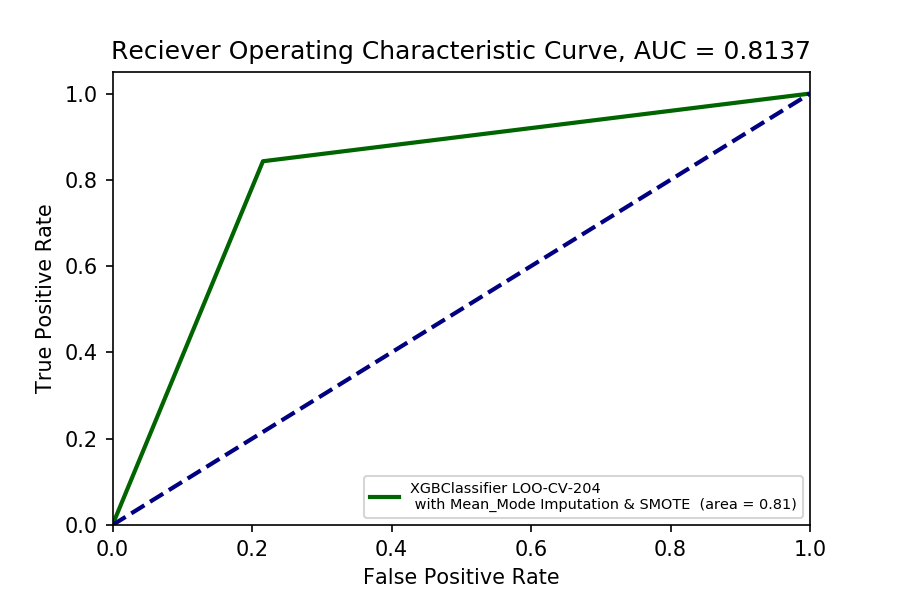 Reciever Operating Characteristic Curve, AUC = 0.8137
1.0
0.8
0.6
0.4
0.2
0.0
True Positive Rate
XGBClassifier LOO-CV-204
with Mean_Mode Imputation & SMOTE (area = 0.81)
0.0 0.2 0.4 0.6 0.8 1.0
False Positive Rate